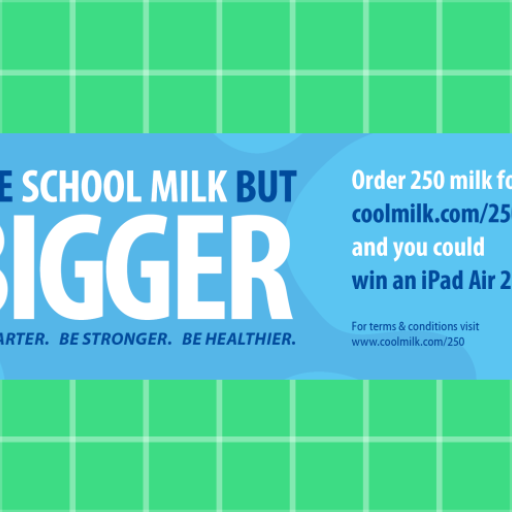 E SCHOOL MILK BUT
BIGGER
ARTER. BE STRONGER. BE HEALTHIER.
Order 250 milk fo
coolmilk.com/25
and you could
win an iPad Air 2
For terms & conditions visit
www.coolmilk.com/250